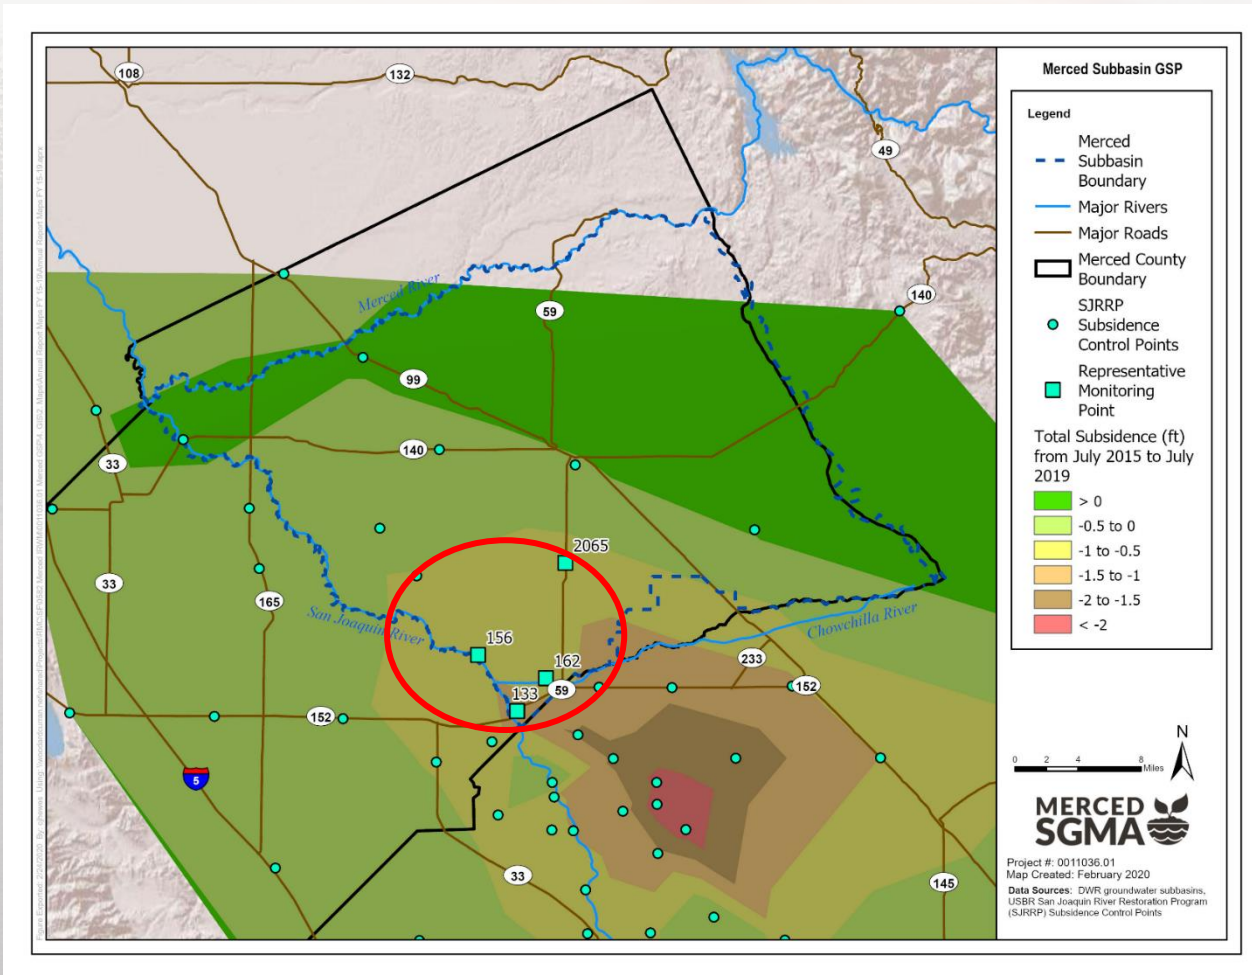 108
132
49
Merced River
59
140
99
140
33
2065
33
165
San Joaquin River
156
Chowchilla River
162
233
59
152
133
152
5
33
145
Merced Subbasin GSP
Legend
Merced
Subbasin
Boundary
Major Rivers
Major Roads
Merced County
Boundary
SJRRP
Subsidence
Control Points
Representative
Monitoring
Point
Total Subsidence (ft)
from July 2015 to July
2019
> 0
-0.5 to 0
-1 to -0.5
-1.5 to -1
-2 to -1.5
< -2
N
0 2 4 8
Miles
MERCED
SGMA
Project #: 0011036.01
Map Created: February 2020
Data Sources: DWR groundwater subbasins,
USBR San Joaquin River Restoration Program
(SJRRP) Subsidence Control Points